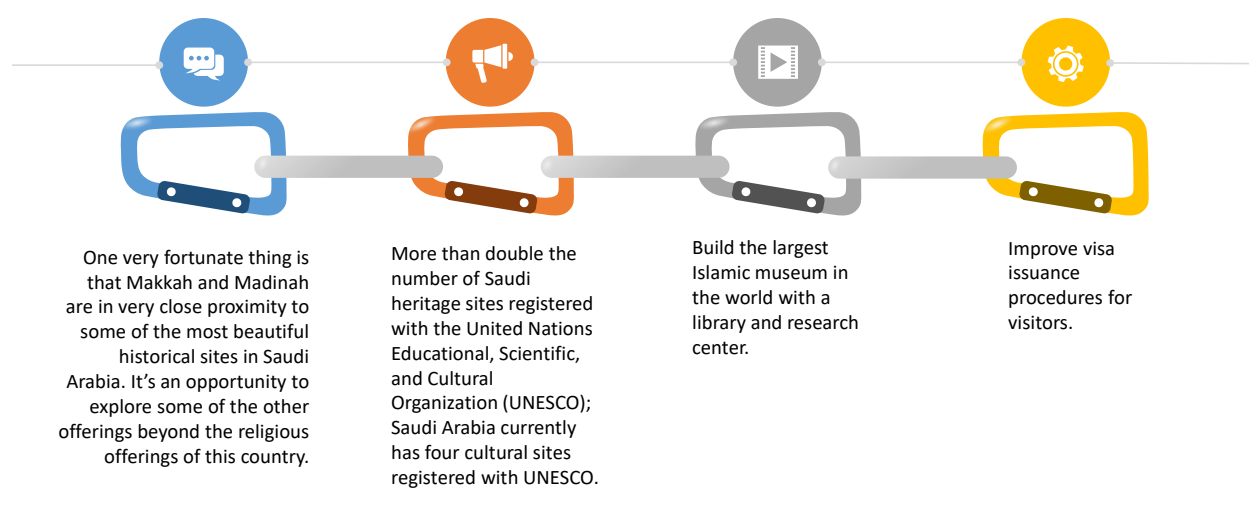 One very fortunate thing is
that Makkah and Madinah
are in very close proximity to
some of the most beautiful
historical sites in Saudi
Arabia. It’s an opportunity to
explore some of the other
offerings beyond the religious
offerings of this country.
More than double the
number of Saudi
heritage sites registered
with the United Nations
Educational, Scientific,
and Cultural
Organization (UNESCO);
Saudi Arabia currently
has four cultural sites
registered with UNESCO.
Build the largest
Islamic museum in
the world with a
library and research
center.
Improve visa
issuance
procedures for
visitors.